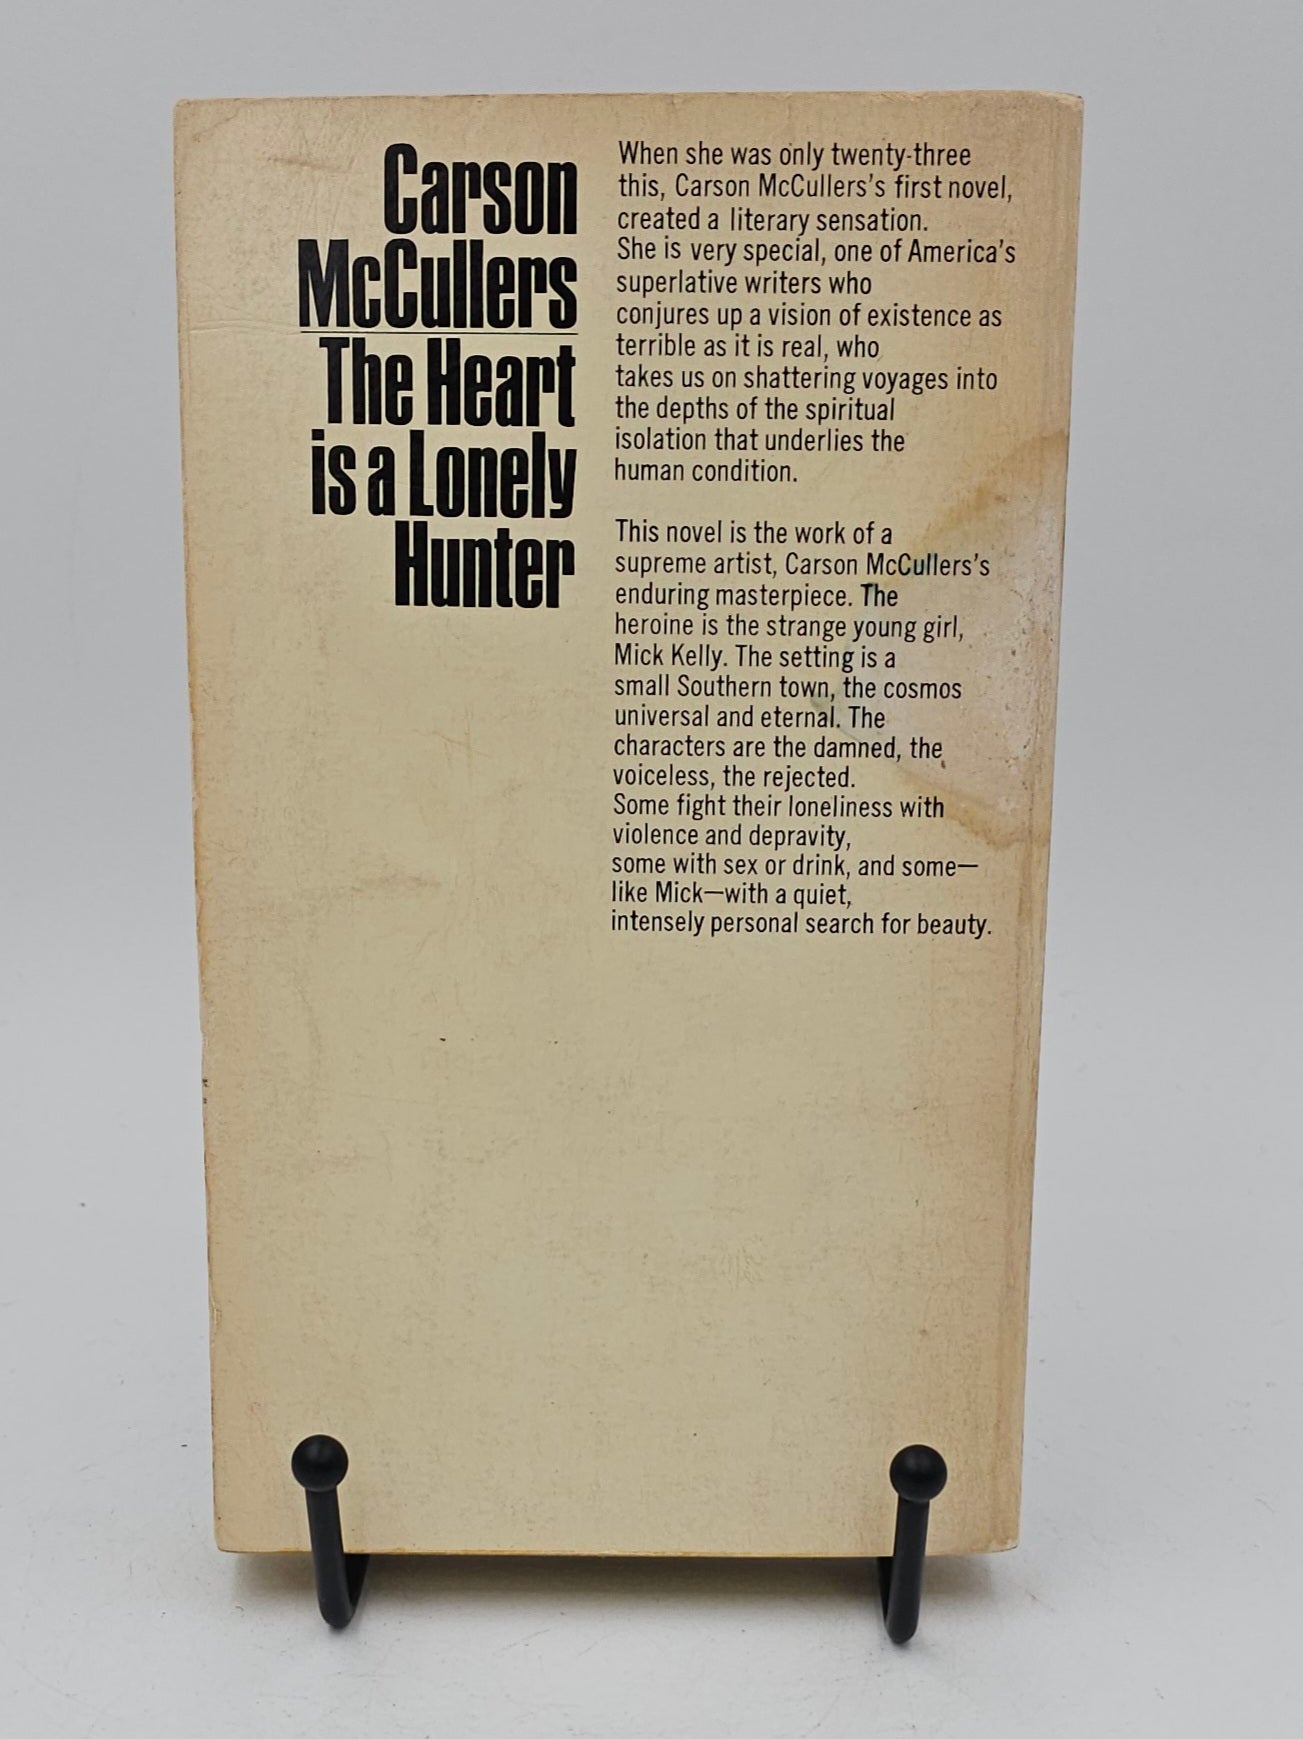 Carson
McCullers
The Heart
is a Lonely
Hunter
When she was only twenty-three
this, Carson McCullers's first novel,
created a literary sensation.
She is very special, one of America's
superlative writers who
conjures up a vision of existence as
terrible as it is real, who
takes us on shattering voyages into
the depths of the spiritual
isolation that underlies the
human condition.
This novel is the work of a
supreme artist, Carson McCullers's
enduring masterpiece. The
heroine is the strange young girl,
Mick Kelly. The setting is a
small Southern town, the cosmos
universal and eternal. The
characters are the damned, the
voiceless, the rejected.
Some fight their loneliness with
violence and depravity,
some with sex or drink, and some—
like Mick—with a quiet,
intensely personal search for beauty.